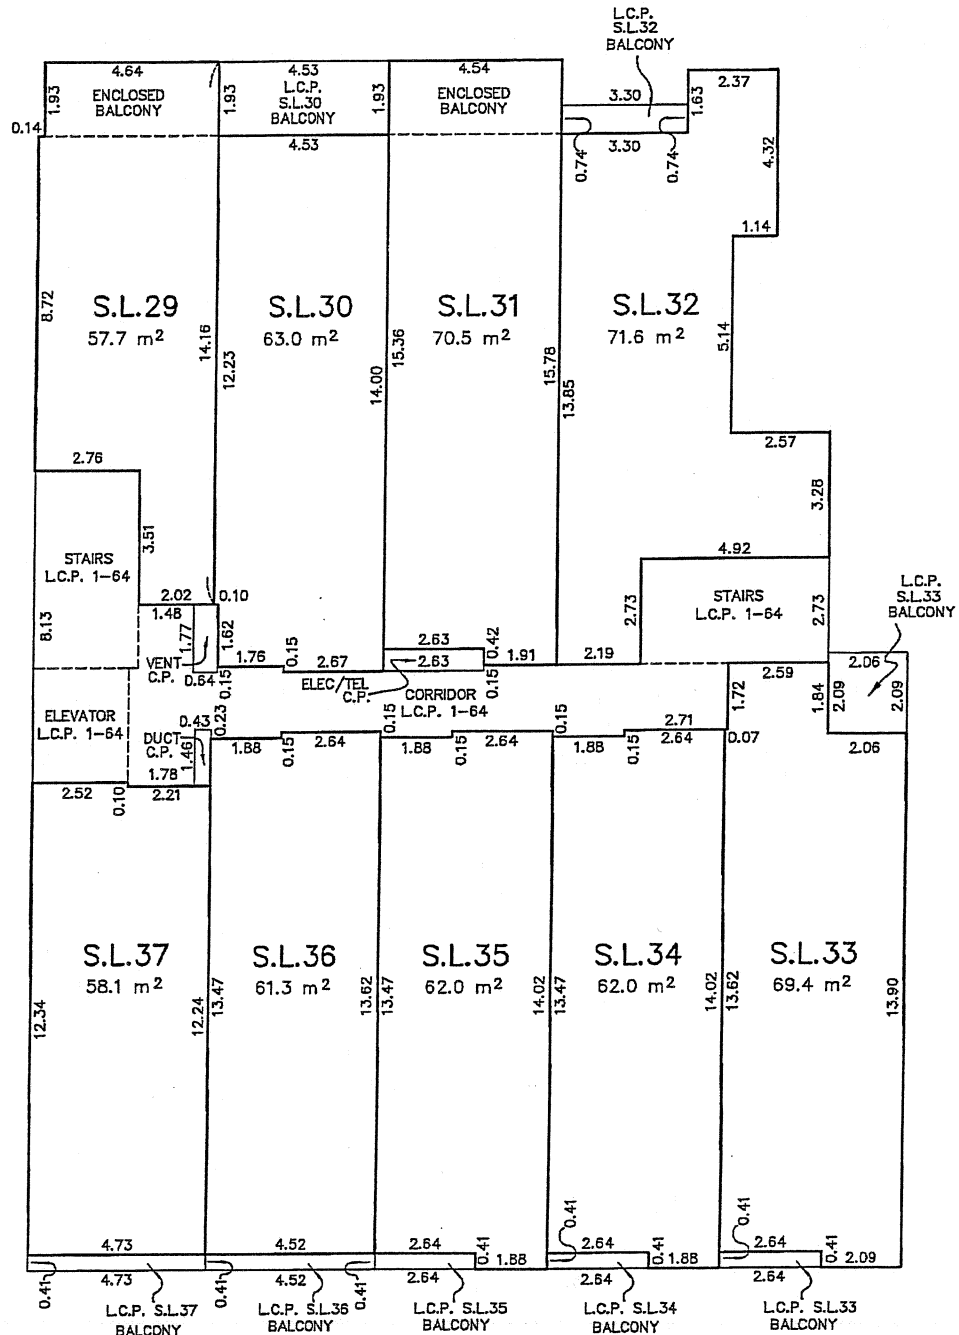 L.C.P.
S.L.32
BALCONY
4.64
4.53
4.54
2.37
1.93
ENCLOSED
BALCONY
1.93
L.C.P.
S.L.30
BALCONY
1.93
ENCLOSED
BALCONY
3.30
1.63
0.14
4.53
3.30
0.74
0.74
4.32
1.14
8.72
S.L.29
57.7 m²
14.16
12.23
S.L.30
63.0 m²
14.00
15.36
S.L.31
70.5 m²
15.78
13.85
S.L.32
71.6 m²
5.14
2.57
2.76
3.28
3.51
4.92
STAIRS
L.C.P. 1-64
8.13
2.02
0.10
1.48
1.77
1.62
2.73
STAIRS
L.C.P. 1-64
2.73
L.C.P.
S.L.33
BALCONY
VENT
C.P.
0.64
0.15
1.76
0.15
2.67
2.63
0.42
2.63
1.91
0.15
2.19
2.59
2.06
ELEC/TEL
C.P.
CORRIDOR
L.C.P. 1-64
1.72
1.84
2.09
2.09
ELEVATOR
L.C.P. 1-64
0.43
0.23
DUCT
C.P.
1.46
1.88
0.15
2.64
0.15
1.88
0.15
2.64
0.15
1.88
0.15
2.71
2.64
0.07
2.06
1.78
2.52
0.10
2.21
S.L.37
58.1 m²
S.L.36
61.3 m²
S.L.35
62.0 m²
S.L.34
62.0 m²
S.L.33
69.4 m²
12.34
12.24
13.47
13.62
13.47
14.02
13.47
14.02
13.62
13.90
4.73
4.52
2.64
0.41
1.88
0.41
2.64
0.41
1.88
0.41
2.64
0.41
2.09
0.41
4.73
0.41
4.52
0.41
2.64
2.64
2.64
L.C.P. S.L.37
BALCONY
L.C.P. S.L.36
BALCONY
L.C.P. S.L.35
BALCONY
L.C.P. S.L.34
BALCONY
L.C.P. S.L.33
BALCONY